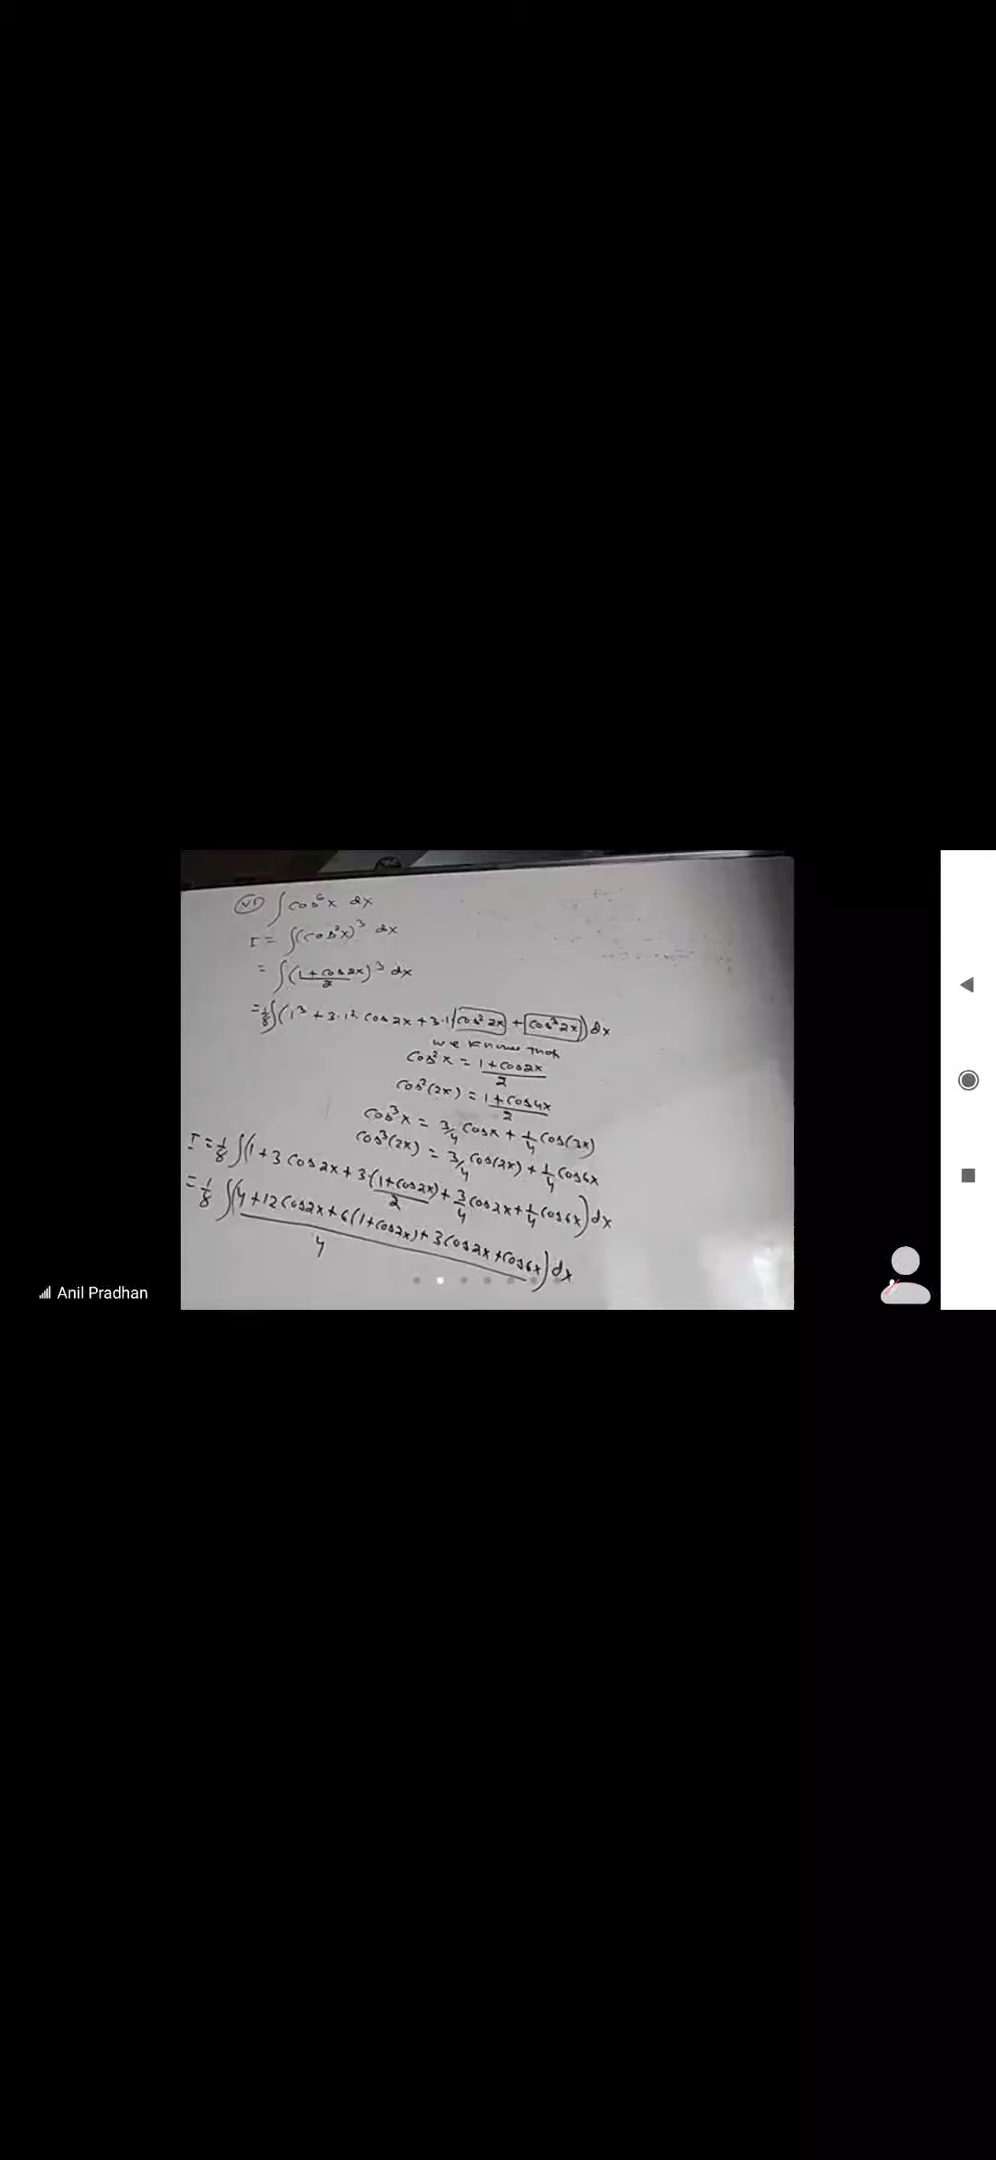 (vi) ∫ cos⁶x dx
I = ∫(cos²x)³ dx
= ∫(1+cos2x/2)³ dx
= 1/8 ∫(1³ + 3·1² cos2x + 3·1 cos²2x + cos³2x) dx
we know that
cos²x = 1+cos2x/2
cos²(2x) = 1+cos4x/2
cos³x = 3/4 cosx + 1/4 cos(3x)
cos³(2x) = 3/4 cos(2x) + 1/4 cos6x
I = 1/8 ∫(1+3cos2x+3(1+cos2x/2)+3/4 cos2x+1/4 cos6x)dx
= 1/8 ∫(4+12cos2x+6(1+cos2x)+3cos2x+cos6x/4)dx
Anil Pradhan